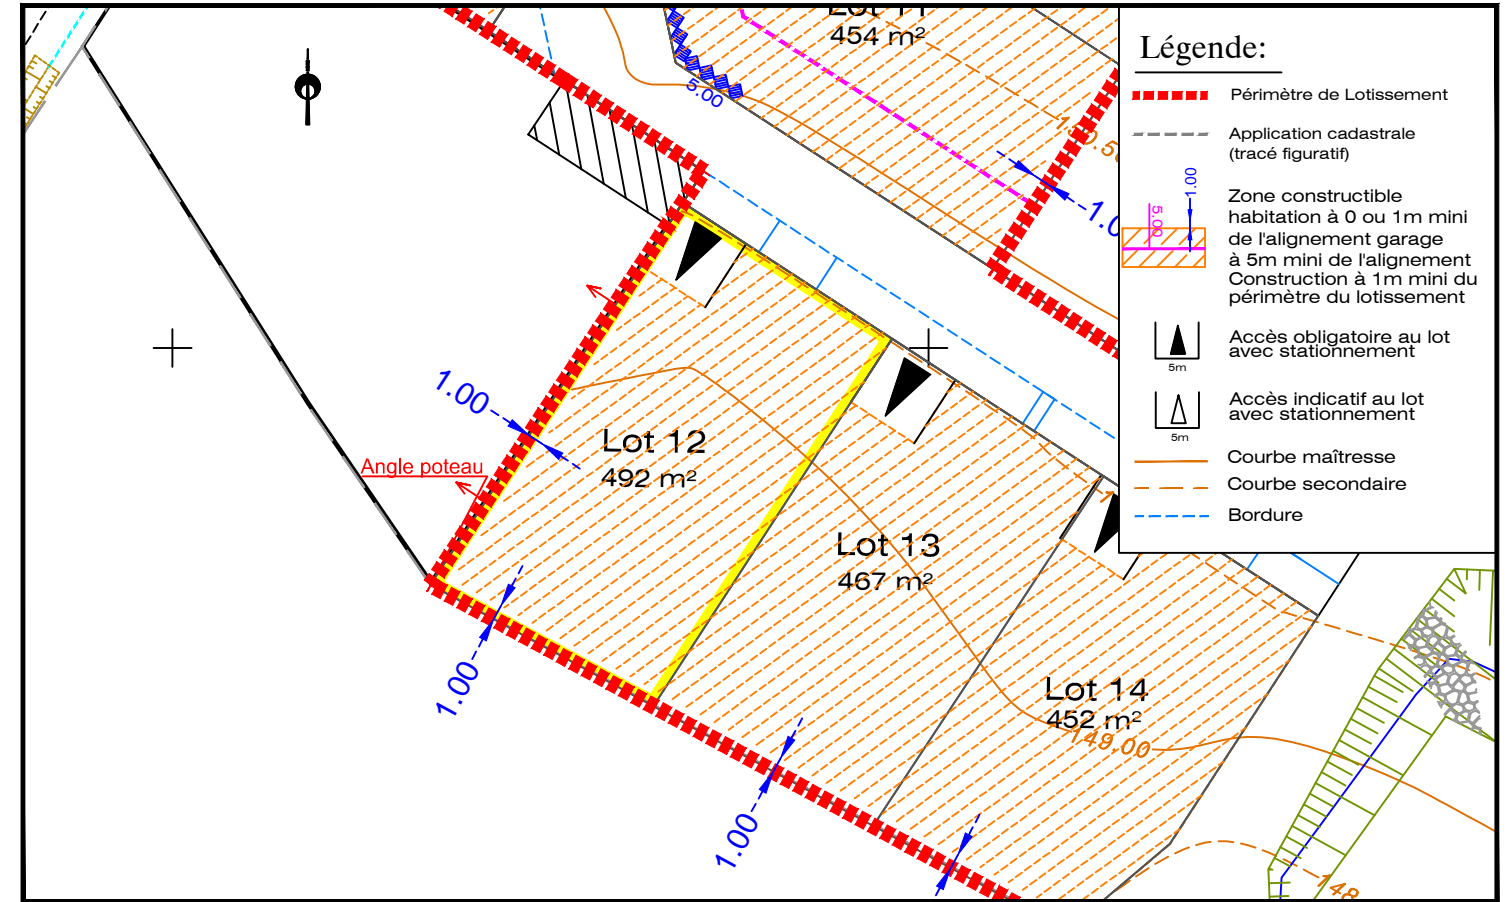 Lot 11
454 m²
5.00
1.00
Lot 12
492 m²
1.00
Angle poteau
1.00
Lot 13
467 m²
1.00
Lot 14
452 m²
149.00
148
Légende:
Périmètre de Lotissement
Application cadastrale
(tracé figuratif)
5.00
1.00
Zone constructible
habitation à 0 ou 1m mini
de l'alignement garage
à 5m mini de l'alignement
Construction à 1m mini du
périmètre du lotissement
Accès obligatoire au lot
avec stationnement
5m
Accès indicatif au lot
avec stationnement
5m
Courbe maîtresse
Courbe secondaire
Bordure